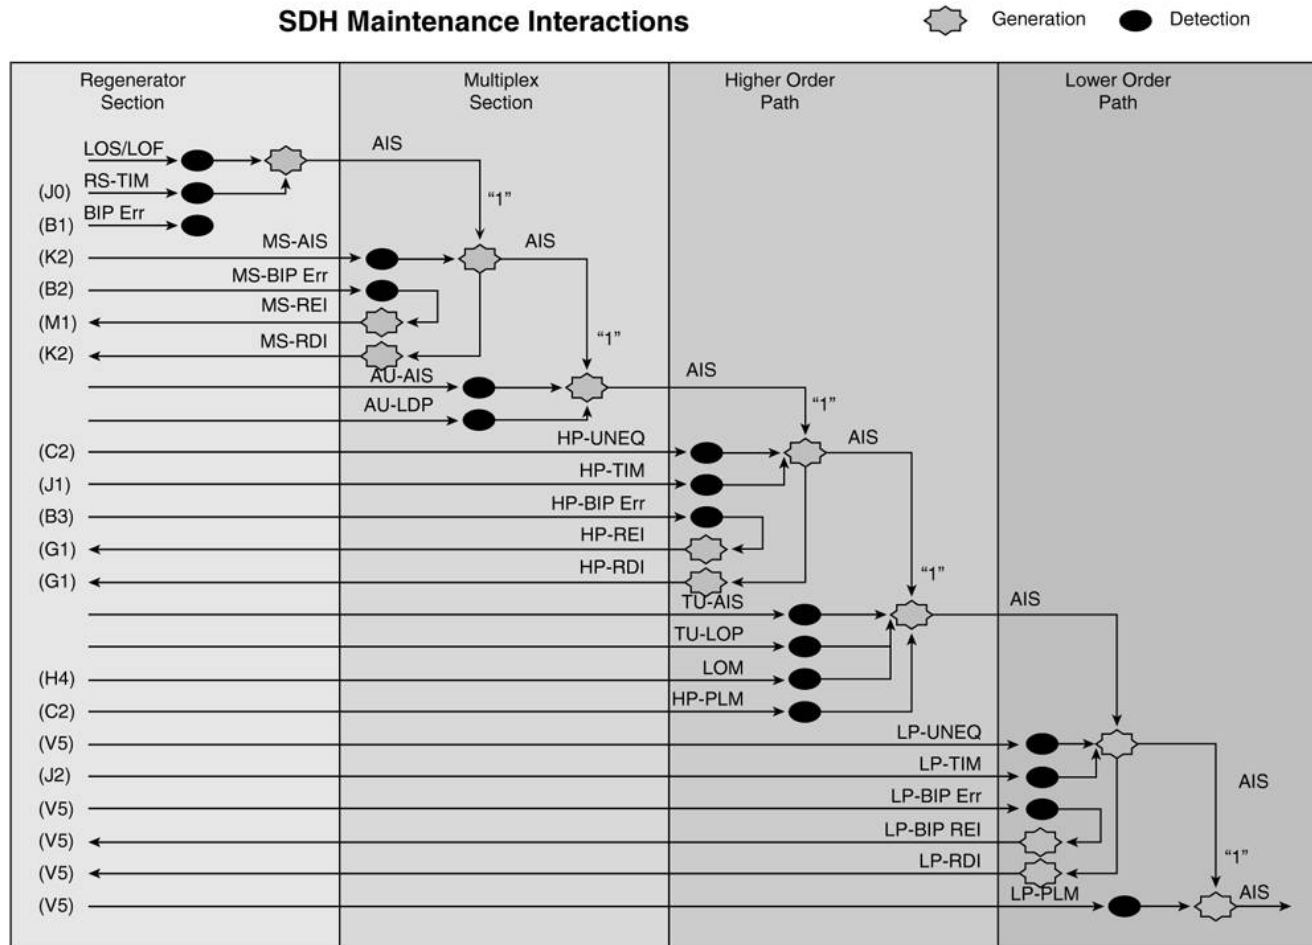 SDH Maintenance Interactions
Generation
Detection
Regenerator
Section
Multiplex
Section
Higher Order
Path
Lower Order
Path
LOS/LOF
AIS
(J0) RS-TIM
"1"
(B1) BIP Err
(K2) MS-AIS AIS
(B2) MS-BIP Err
(M1) MS-REI
"1"
(K2) MS-RDI
AU-AIS AIS
AU-LDP "1"
(C2) HP-UNEQ AIS
(J1) HP-TIM
(B3) HP-BIP Err
(G1) HP-REI
(G1) HP-RDI "1"
TU-AIS AIS
TU-LOP
(H4) LOM
(C2) HP-PLM
(V5) LP-UNEQ
(J2) LP-TIM AIS
(V5) LP-BIP Err
(V5) LP-BIP REI
(V5) LP-RDI "1"
(V5) LP-PLM AIS